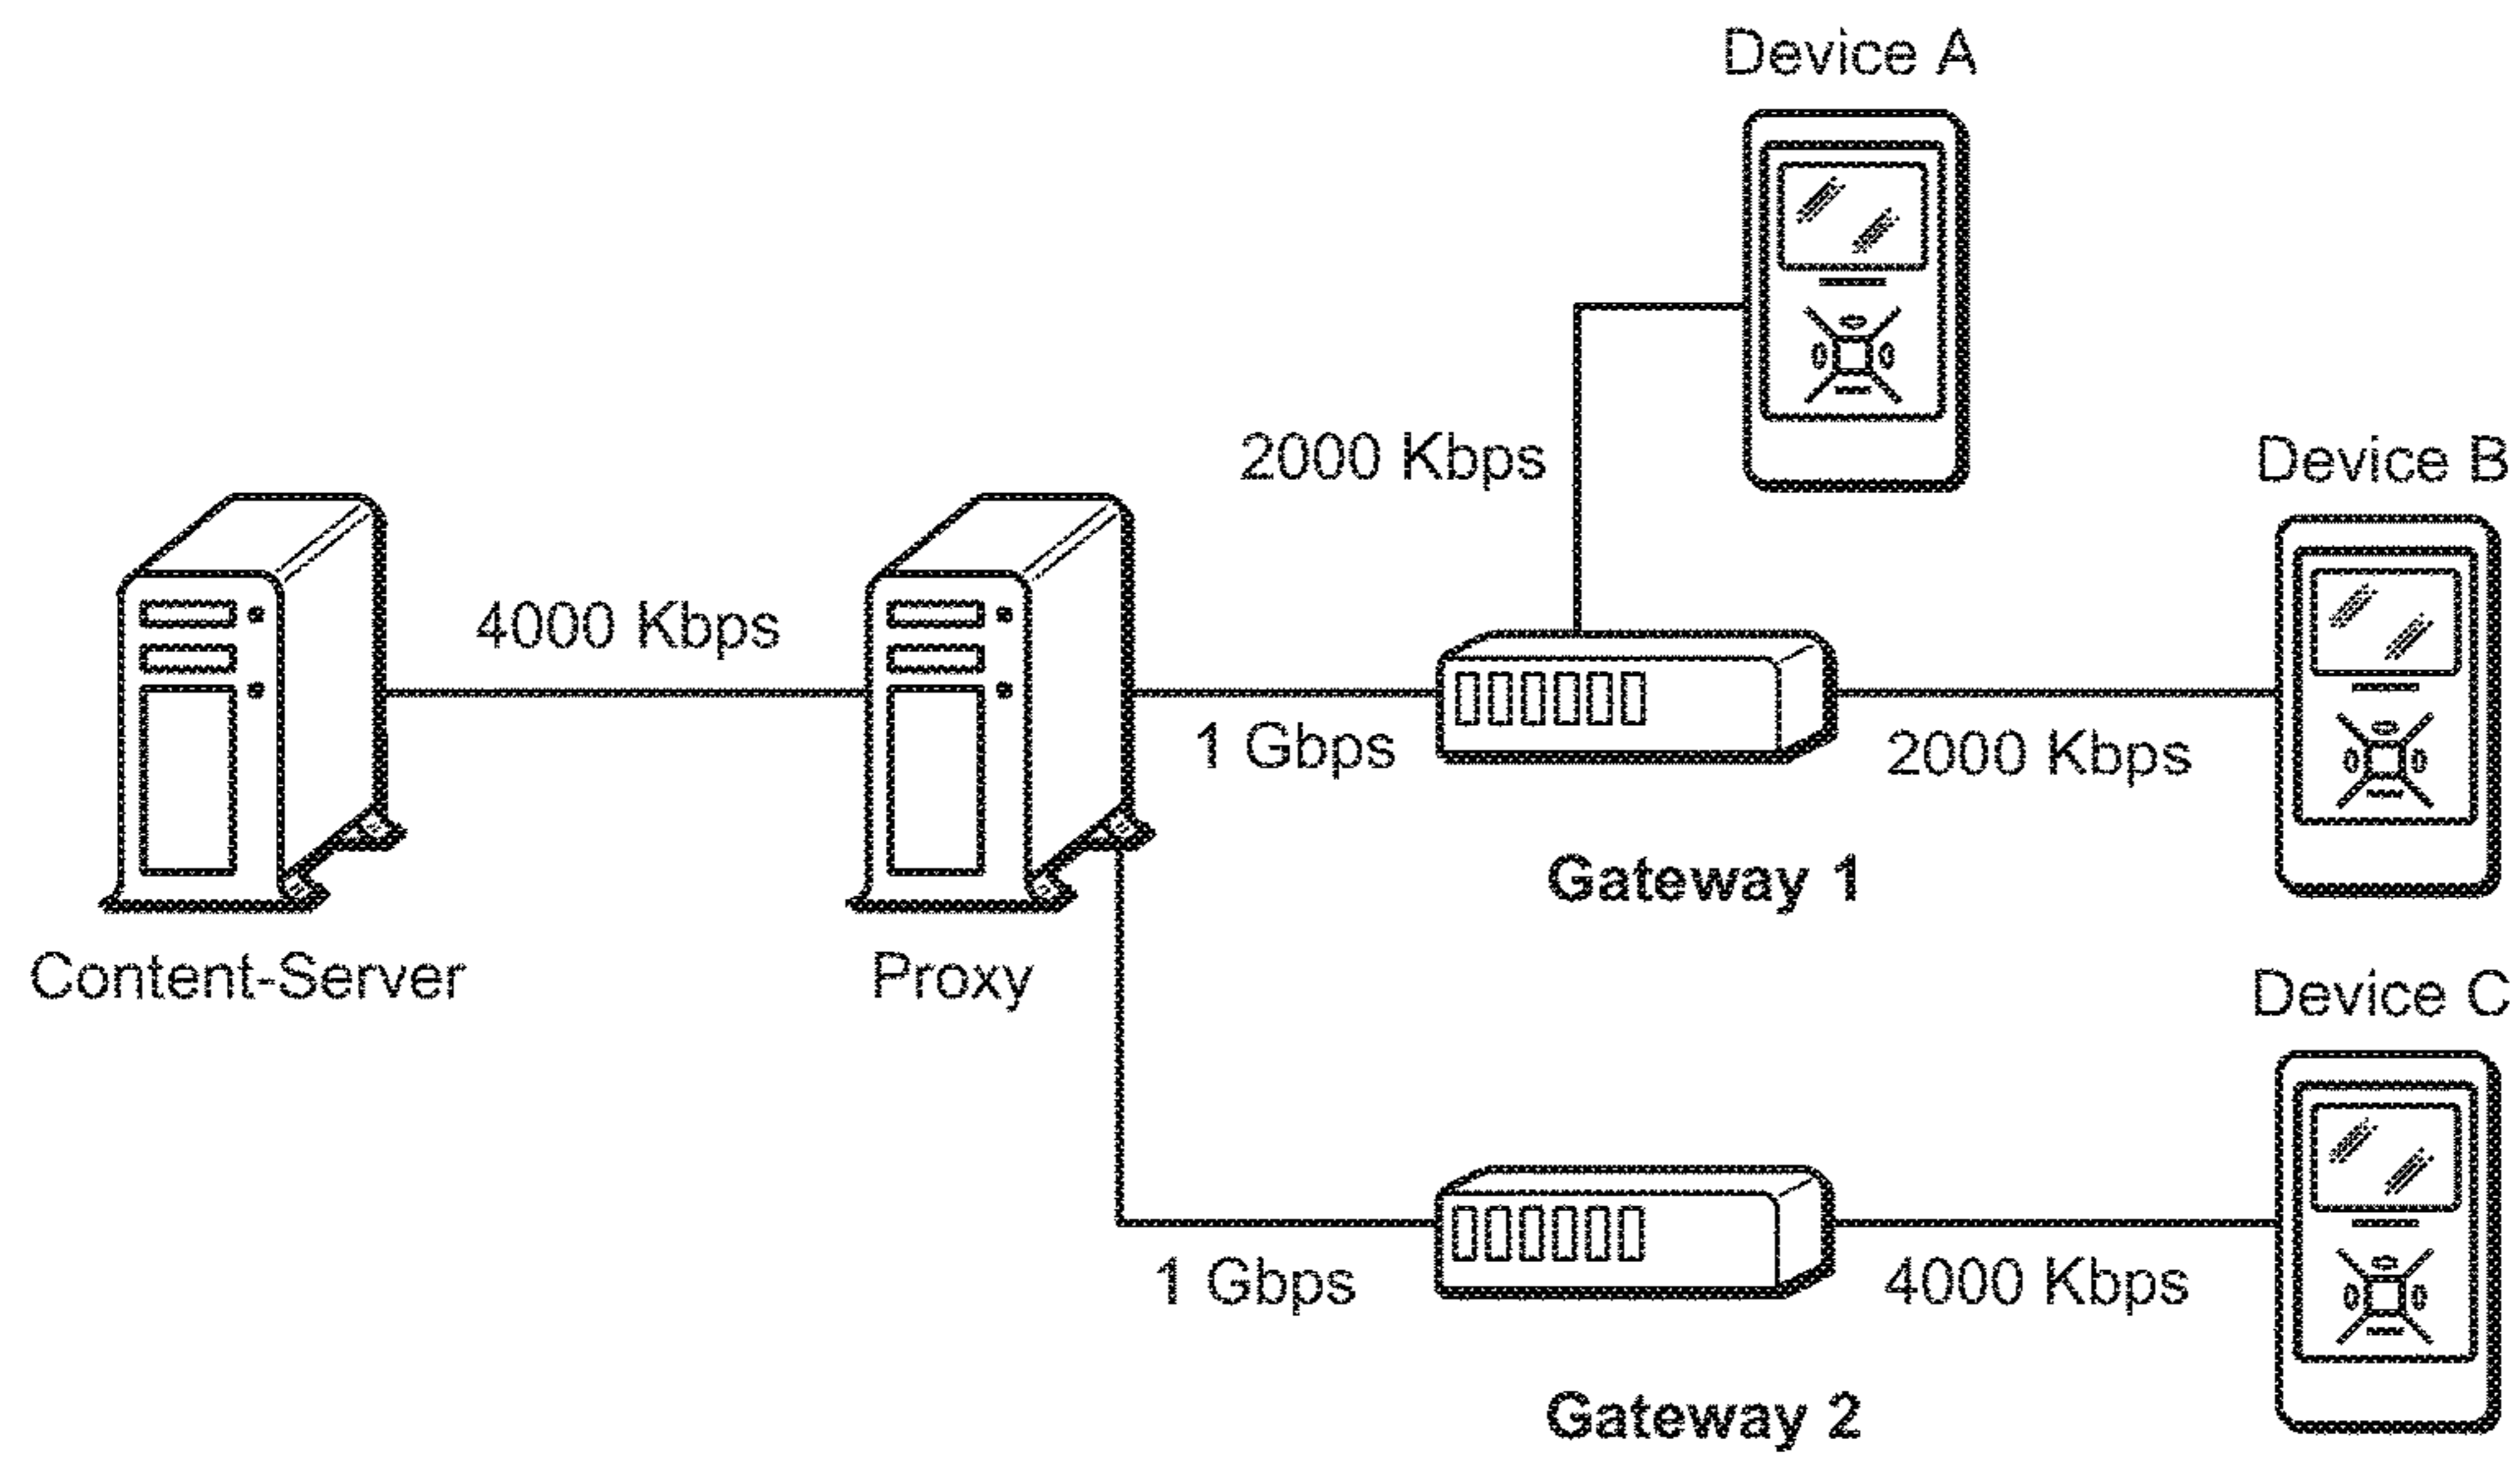 Device A
2000 Kbps
Device B
4000 Kbps
1 Gbps
2000 Kbps
Gateway 1
Content-Server
Proxy
Device C
1 Gbps
4000 Kbps
Gateway 2